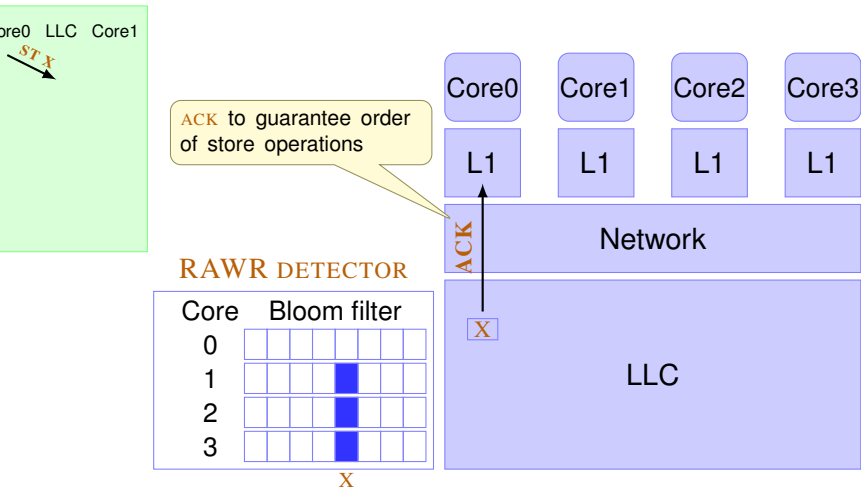 ore0 LLC Core1
ST X
ACK to guarantee order
of store operations
Core0 Core1 Core2 Core3
L1 L1 L1 L1
ACK
Network
RAWR DETECTOR
Core Bloom filter
0
1
2
3
X
X
LLC